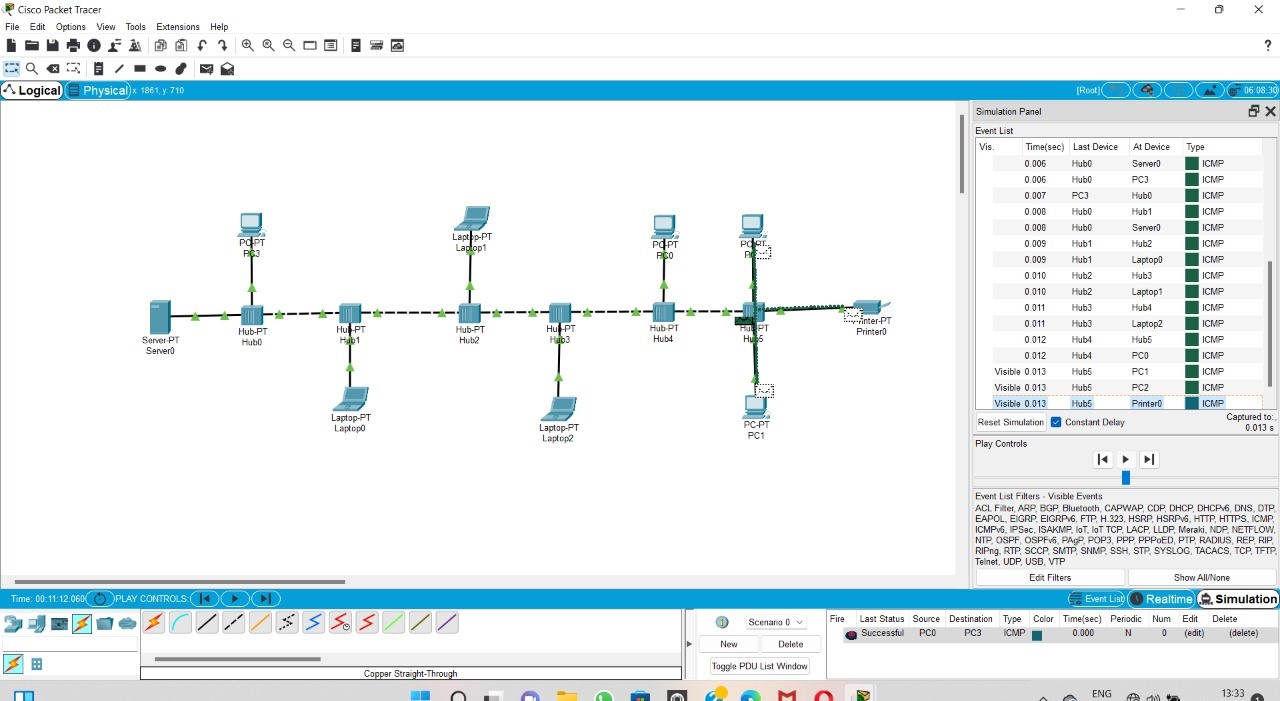 Cisco Packet Tracer
File Edit Options View Tools Extensions Help
?
Logical Physical x: 1861, y: 710 [Root] 06:08:30
Simulation Panel
Event List
Vis. Time(sec) Last Device At Device Type
0.006 Hub0 Server0 ICMP
0.006 Hub0 PC3 ICMP
0.007 PC3 Hub0 ICMP
0.008 Hub0 Hub1 ICMP
0.008 Hub0 Server0 ICMP
0.009 Hub1 Hub2 ICMP
0.009 Hub1 Laptop0 ICMP
0.010 Hub2 Hub3 ICMP
0.010 Hub2 Laptop1 ICMP
0.011 Hub3 Hub4 ICMP
0.011 Hub3 Laptop2 ICMP
0.012 Hub4 Hub5 ICMP
0.012 Hub4 PC0 ICMP
Visible 0.013 Hub5 PC1 ICMP
Visible 0.013 Hub5 PC2 ICMP
Visible 0.013 Hub5 Printer0 ICMP
Reset Simulation Constant Delay Captured to:
0.013 s
Play Controls
Event List Filters - Visible Events
ACL Filter, ARP, BGP, Bluetooth, CAPWAP, CDP, DHCP, DHCPv6, DNS, DTP,
EAPOL, EIGRP, EIGRPv6, FTP, H.323, HSRP, HSRPv6, HTTP, HTTPS, ICMP,
ICMPv6, IPSec, ISAKMP, IoT, IoT TCP, LACP, LLDP, Meraki, NDP, NETFLOW,
NTP, OSPF, OSPFv6, PAgP, POP3, PPP, PPPoED, PTP, RADIUS, REP, RIP,
RIPng, RTP, SCCP, SMTP, SNMP, SSH, STP, SYSLOG, TACACS, TCP, TFTP,
Telnet, UDP, USB, VTP
Edit Filters Show All/None
PC-PT
PC3
Laptop-PT
Laptop1
PC-PT
PC0
PC-PT
Server-PT
Server0
Hub-PT
Hub0
Hub-PT
Hub1
Hub-PT
Hub2
Hub-PT
Hub3
Hub-PT
Hub4
Hub-PT
Hub5
Printer0
Laptop-PT
Laptop0
Laptop-PT
Laptop2
PC-PT
PC1
Time: 00:11:12.060 PLAY CONTROLS: Event List Realtime Simulation
Scenario 0
New Delete
Toggle PDU List Window
Fire Last Status Source Destination Type Color Time(sec) Periodic Num Edit Delete
Successful PC0 PC3 ICMP 0.000 N 0 (edit) (delete)
Copper Straight-Through
ENG 13:33